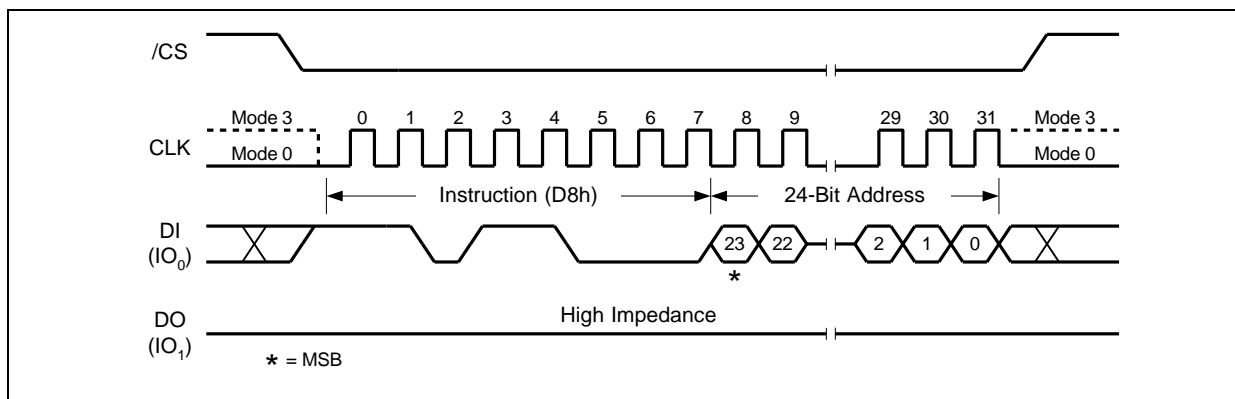 /CS
Mode 3 0 1 2 3 4 5 6 7 8 9 29 30 31 Mode 3
CLK
Mode 0 Mode 0
Instruction (D8h) 24-Bit Address
DI
(IO0)
23 22 2 1 0
*
High Impedance
DO
(IO1)
* = MSB